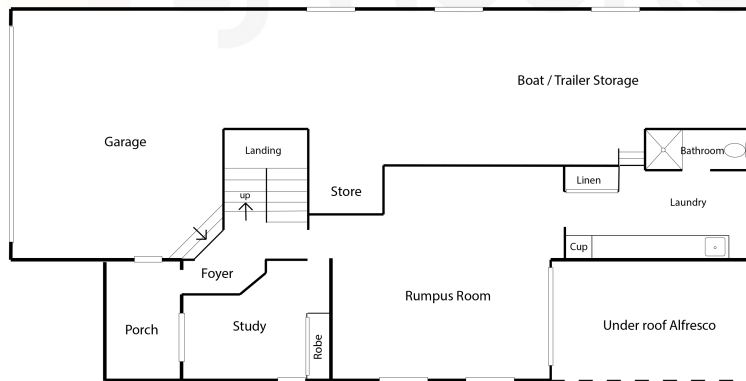 Boat / Trailer Storage
Garage
Landing
Bathroom
Linen
Store
up
Laundry
Cup
Foyer
Rumpus Room
Porch
Study
Robe
Under roof Alfresco